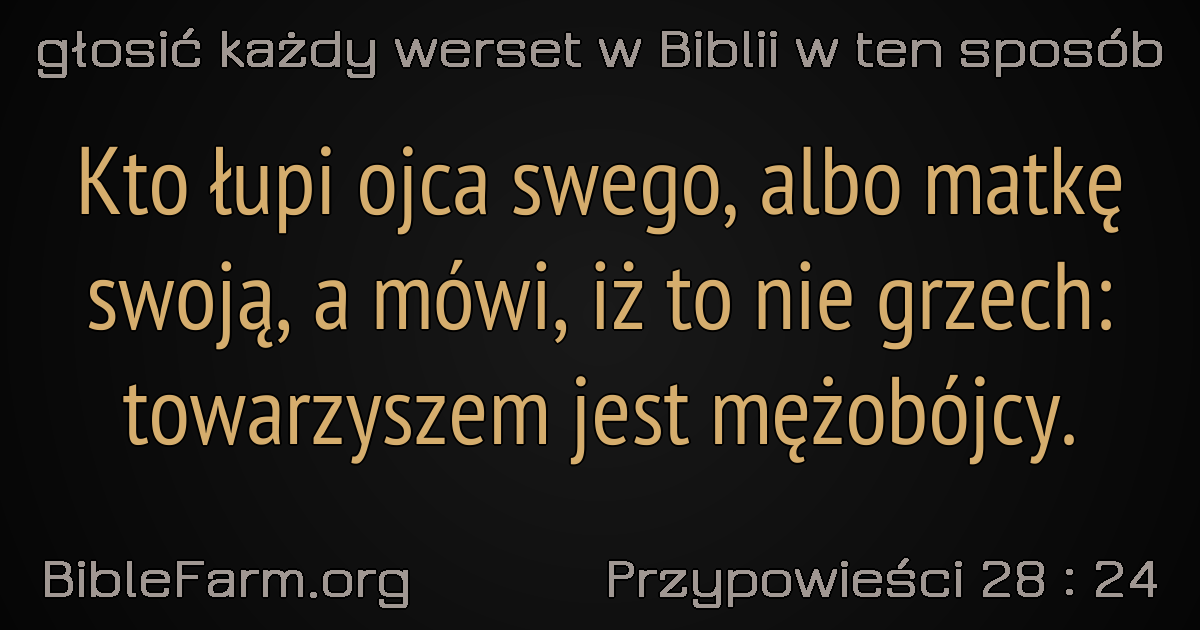 głosić każdy werset w Biblii w ten sposób
Kto łupi ojca swego, albo matkę
swoją, a mówi, iż to nie grzech:
towarzyszem jest mężobójcy.
BibleFarm.org
Przypowieści 28 : 24